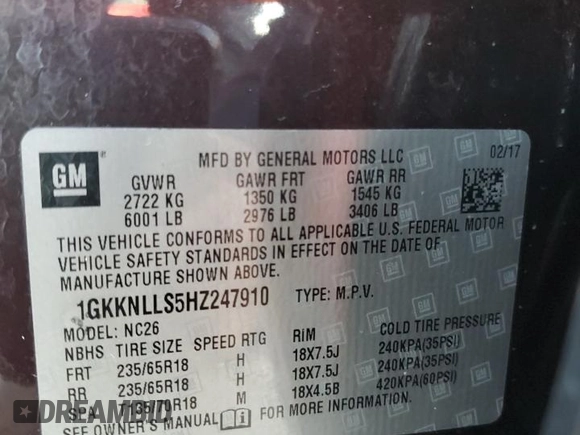 GM
MFD BY GENERAL MOTORS LLC 02/17
GVWR GAWR FRT GAWR RR
2722 KG 1350 KG 1545 KG
6001 LB 2976 LB 3406 LB
THIS VEHICLE CONFORMS TO ALL APPLICABLE U.S. FEDERAL MOTOR
VEHICLE SAFETY STANDARDS IN EFFECT ON THE DATE OF
MANUFACTURE SHOWN ABOVE.
1GKKNLLS5HZ247910 TYPE: M.P.V.
MODEL: NC26
NBHS TIRE SIZE SPEED RTG RIM COLD TIRE PRESSURE
FRT 235/65R18 H 18X7.5J 240KPA(35PSI)
RR 235/65R18 H 18X7.5J 240KPA(35PSI)
SPA T135/70R18 M 18X4.5B 420KPA(60PSI)
SEE OWNER'S MANUAL FOR MORE INFORMATION.
DREAMBID